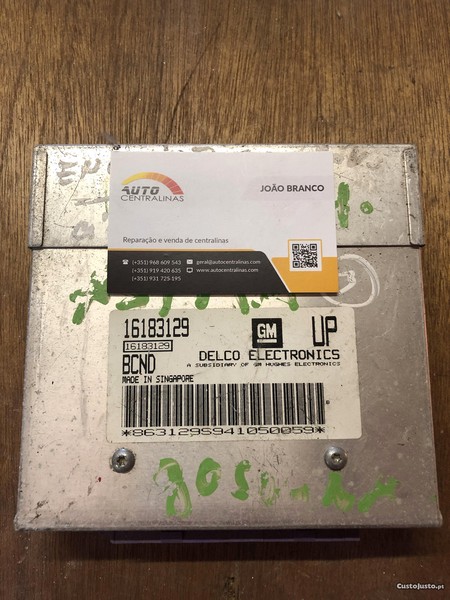 AUTO
CENTRALINAS
JOÃO BRANCO
Reparação e venda de centralinas
(+351) 968 609 543
geral@autocentralinas.com
(+351) 919 420 635
www.autocentralinas.com
(+351) 931 725 195
16183129
GM
UP
16183129
DELCO ELECTRONICS
BCND
A SUBSIDIARY OF GM HUGHES ELECTRONICS
MADE IN SINGAPORE
*8631295941050059*
CustoJusto.pt